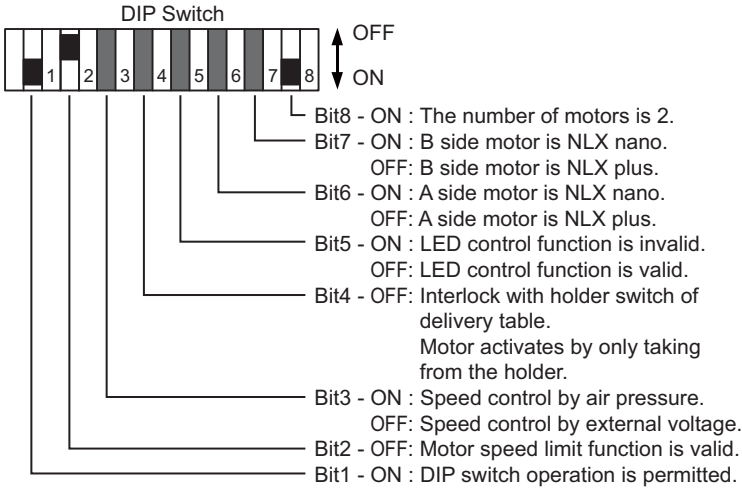 DIP Switch
OFF
1 2 3 4 5 6 7 8
ON
Bit8 - ON : The number of motors is 2.
Bit7 - ON : B side motor is NLX nano.
OFF: B side motor is NLX plus.
Bit6 - ON : A side motor is NLX nano.
OFF: A side motor is NLX plus.
Bit5 - ON : LED control function is invalid.
OFF: LED control function is valid.
Bit4 - OFF: Interlock with holder switch of
delivery table.
Motor activates by only taking
from the holder.
Bit3 - ON : Speed control by air pressure.
OFF: Speed control by external voltage.
Bit2 - OFF: Motor speed limit function is valid.
Bit1 - ON : DIP switch operation is permitted.